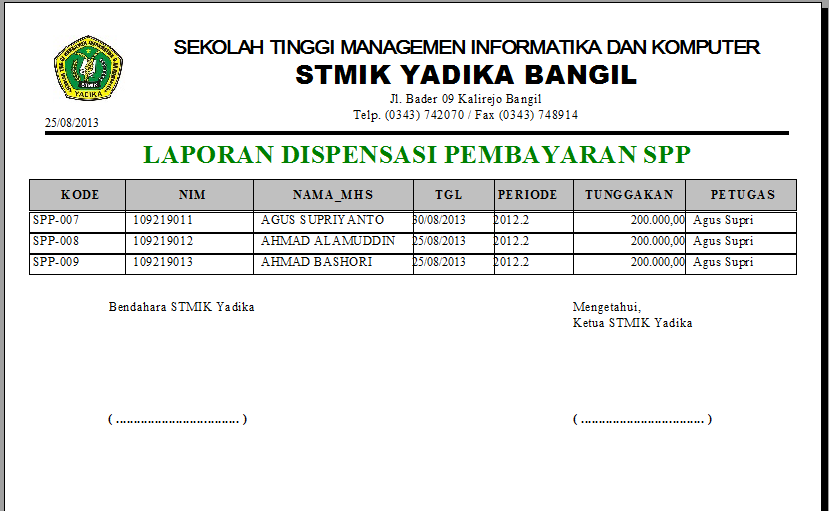 SEKOLAH TINGGI MANAGEMEN INFORMATIKA DAN KOMPUTER
STMIK YADIKA BANGIL
Jl. Bader 09 Kalirejo Bangil
Telp. (0343) 742070 / Fax (0343) 748914
STMIK
YADIKA
25/08/2013
LAPORAN DISPENSASI PEMBAYARAN SPP
KODE NIM NAMA_MHS TGL PERIODE TUNGGAKAN PETUGAS
SPP-007 109219011 AGUS SUPRIYANTO 30/08/2013 2012.2 200.000,00 Agus Supri
SPP-008 109219012 AHMAD ALAMUDDIN 25/08/2013 2012.2 200.000,00 Agus Supri
SPP-009 109219013 AHMAD BASHORI 25/08/2013 2012.2 200.000,00 Agus Supri
Bendahara STMIK Yadika Mengetahui,
Ketua STMIK Yadika
( .................................. ) ( .................................. )